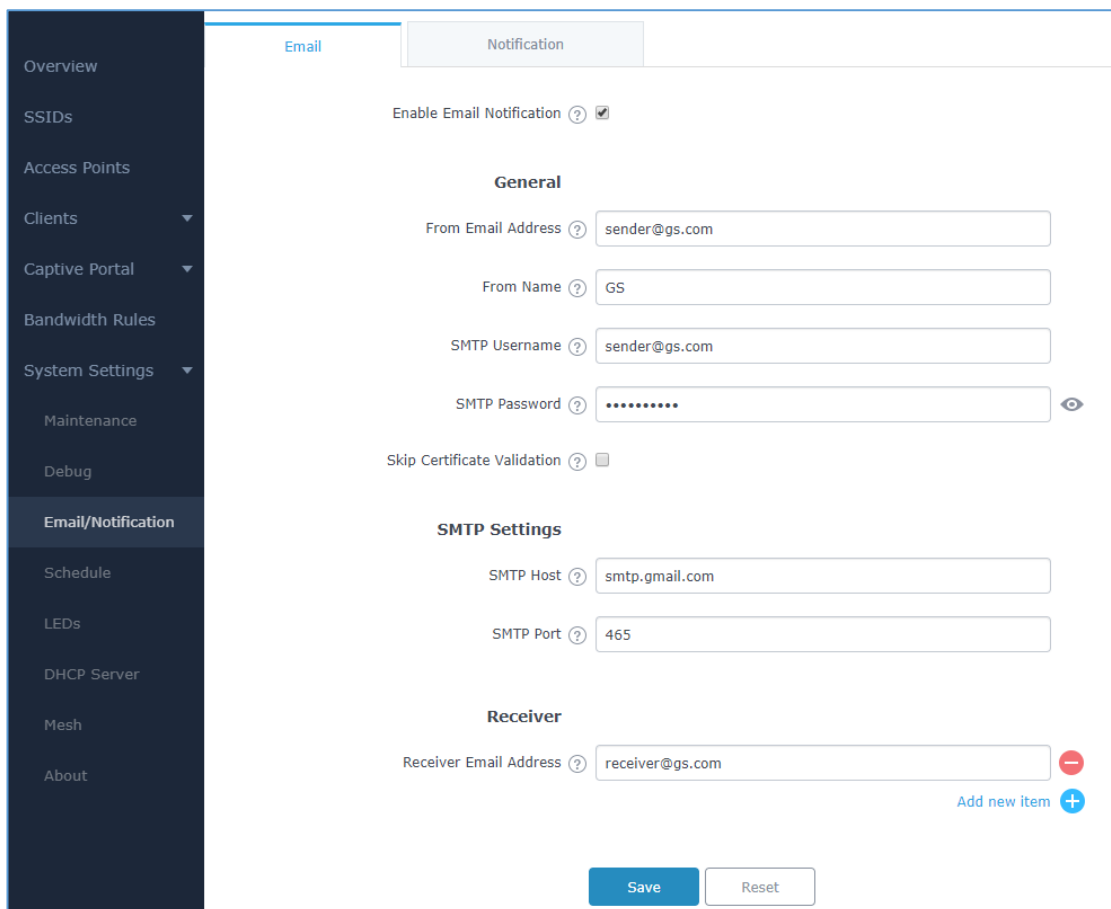 Overview
SSIDs
Access Points
Clients
Captive Portal
Bandwidth Rules
System Settings
Maintenance
Debug
Email/Notification
Schedule
LEDs
DHCP Server
Mesh
About
Email
Notification
Enable Email Notification ?
General
From Email Address ? sender@gs.com
From Name ? GS
SMTP Username ? sender@gs.com
SMTP Password ? ••••••••••
Skip Certificate Validation ?
SMTP Settings
SMTP Host ? smtp.gmail.com
SMTP Port ? 465
Receiver
Receiver Email Address ? receiver@gs.com
Add new item
Save
Reset